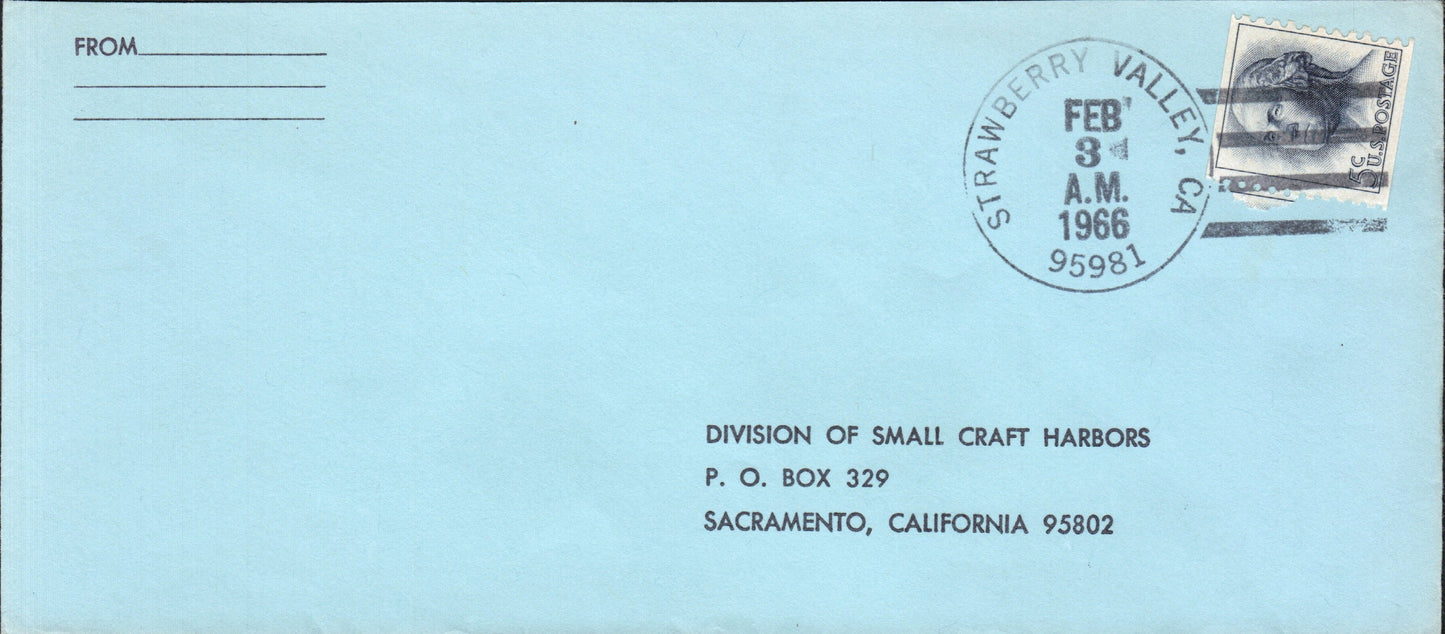 FROM
STRAWBERRY VALLEY, CA
FEB
3
A.M.
1966
95981
5c U.S. POSTAGE
DIVISION OF SMALL CRAFT HARBORS
P. O. BOX 329
SACRAMENTO, CALIFORNIA 95802